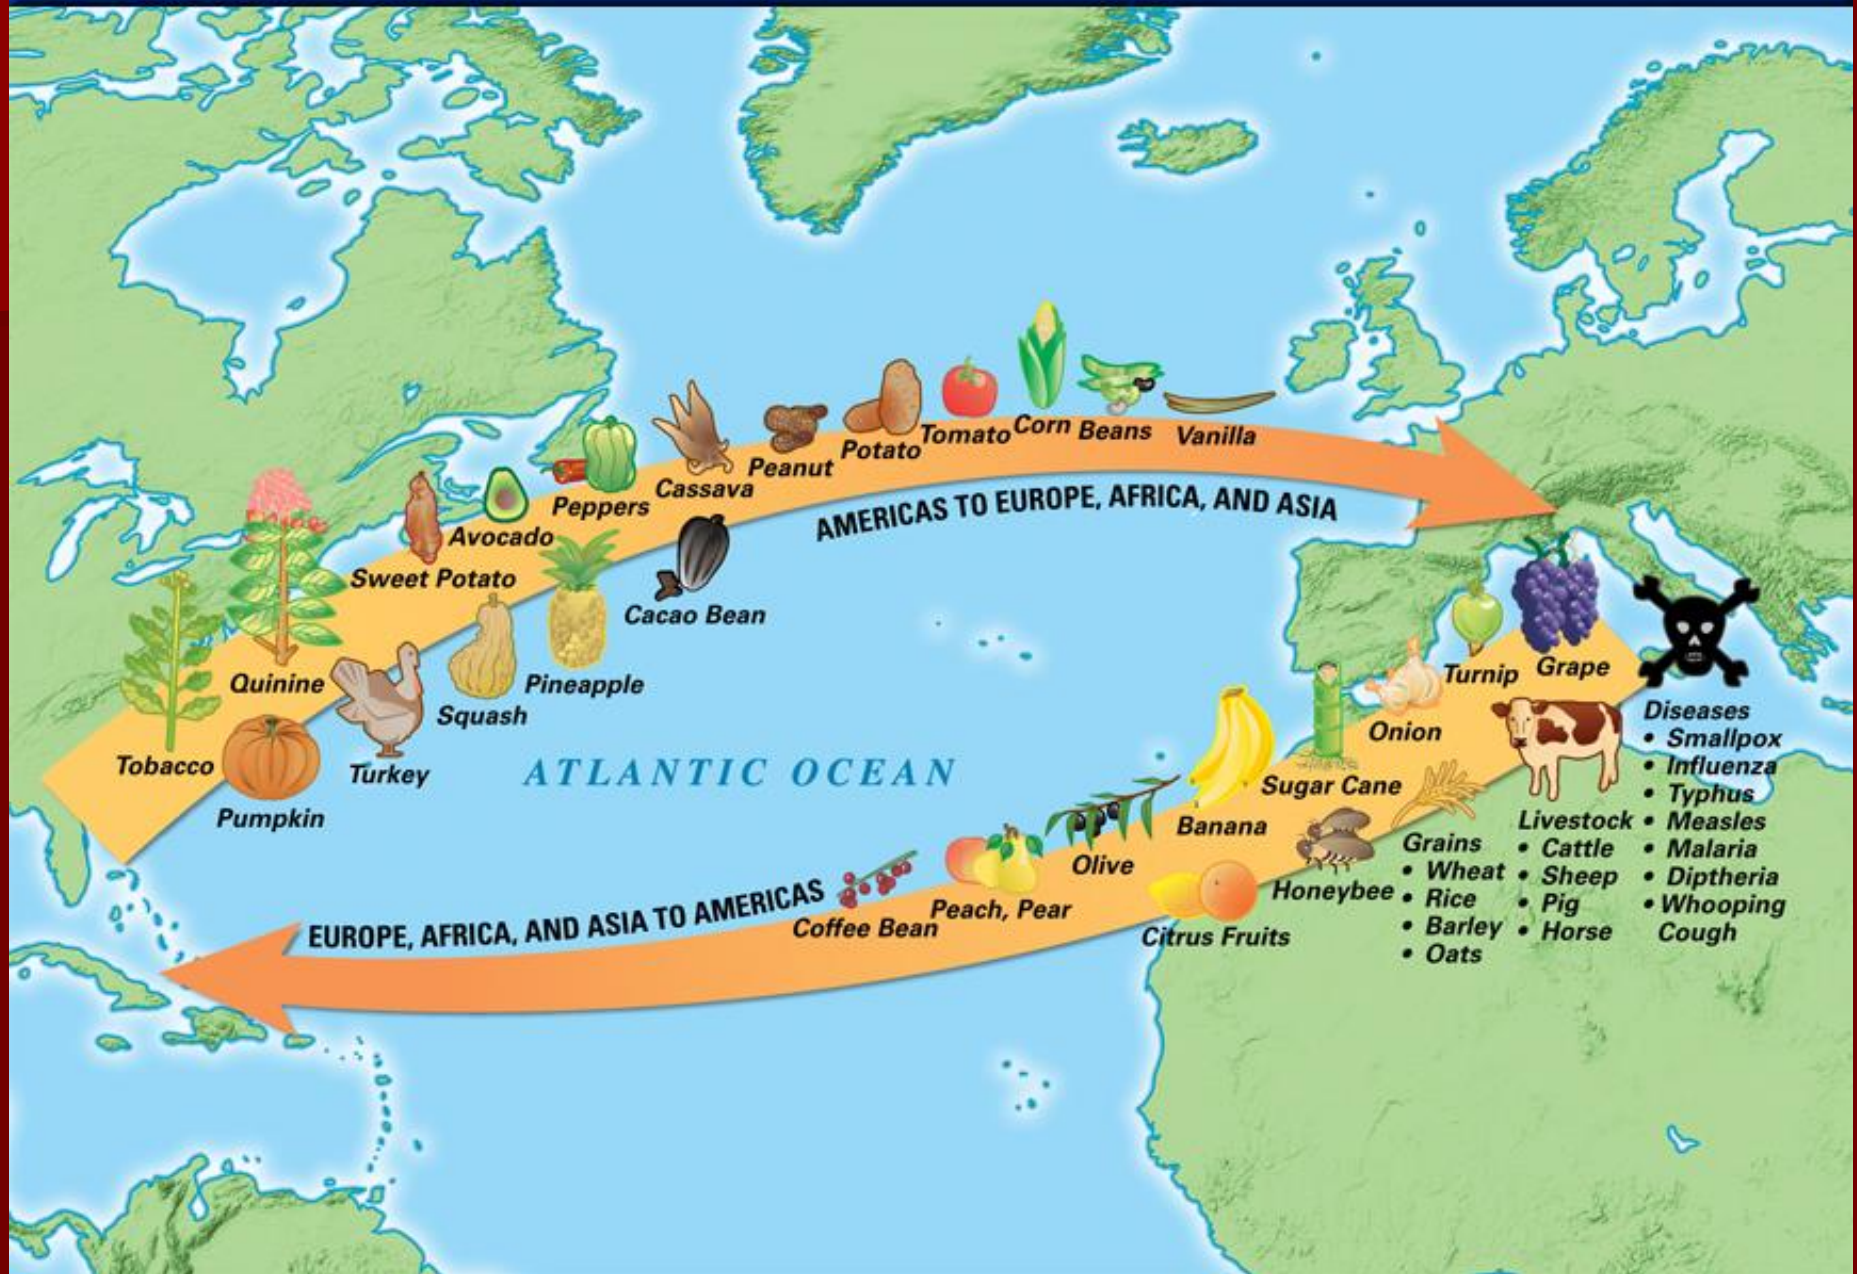 Corn
Beans
Vanilla
Tomato
Potato
Peanut
Cassava
Peppers
Avocado
Sweet Potato
AMERICAS TO EUROPE, AFRICA, AND ASIA
Cacao Bean
Quinine
Pineapple
Squash
Tobacco
Turkey
Pumpkin
ATLANTIC OCEAN
Turnip
Grape
Onion
Sugar Cane
Banana
Olive
Honeybee
Peach, Pear
Coffee Bean
Citrus Fruits
EUROPE, AFRICA, AND ASIA TO AMERICAS
Grains
• Wheat
• Rice
• Barley
• Oats
Livestock
• Cattle
• Sheep
• Pig
• Horse
Diseases
• Smallpox
• Influenza
• Typhus
• Measles
• Malaria
• Diptheria
• Whooping
Cough